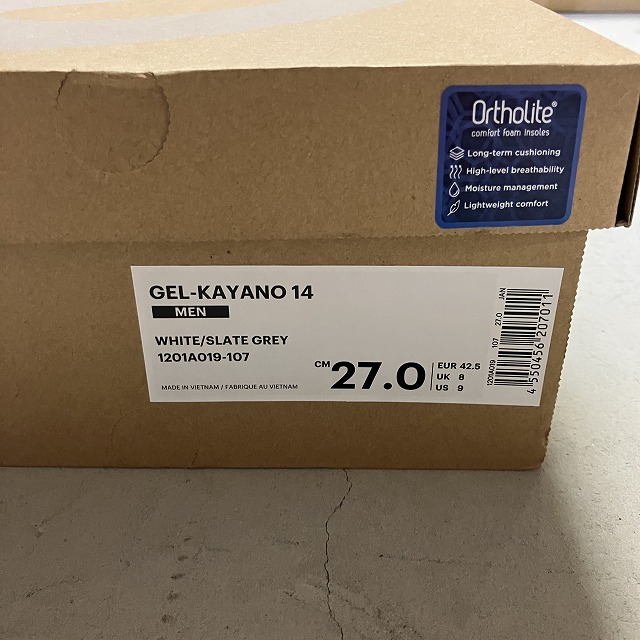 Ortholite®
comfort foam insoles
Long-term cushioning
High-level breathability
Moisture management
Lightweight comfort
GEL-KAYANO 14
MEN
WHITE/SLATE GREY
1201A019-107
MADE IN VIETNAM / FABRIQUE AU VIETNAM
CM 27.0
EUR 42.5
UK 8
US 9
1201A019 107 27.0 JAN
4 550456 207011